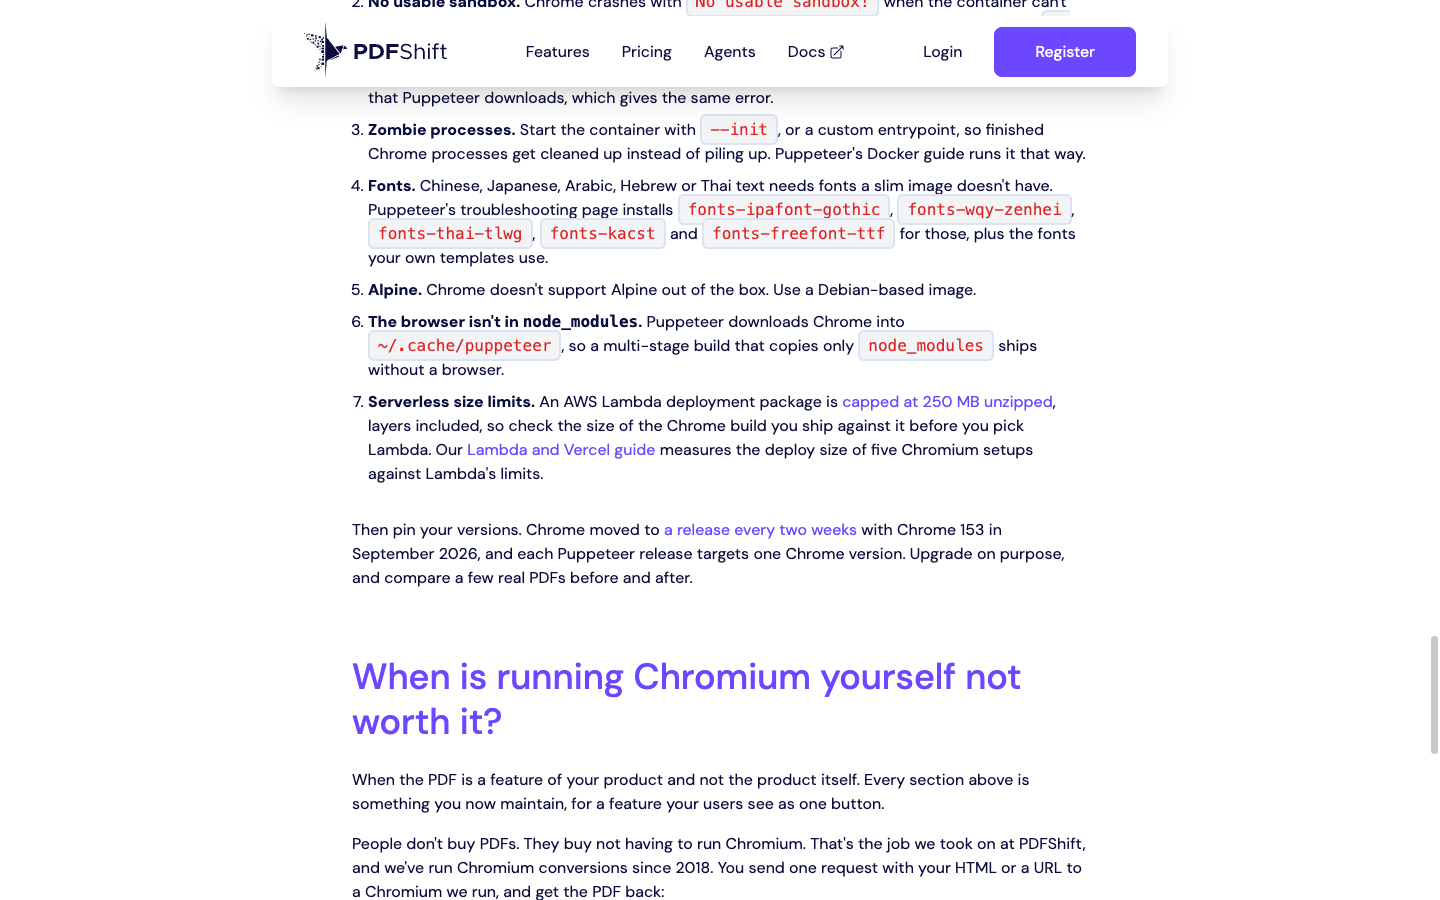 2. No usable sandbox. Chrome crashes with No usable sandbox! when the container can't
PDFShift
Features
Pricing
Agents
Docs
Login
Register
that Puppeteer downloads, which gives the same error.
3. Zombie processes. Start the container with --init, or a custom entrypoint, so finished
Chrome processes get cleaned up instead of piling up. Puppeteer's Docker guide runs it that way.
4. Fonts. Chinese, Japanese, Arabic, Hebrew or Thai text needs fonts a slim image doesn't have.
Puppeteer's troubleshooting page installs fonts-ipafont-gothic, fonts-wqy-zenhei,
fonts-thai-tlwg, fonts-kacst and fonts-freefont-ttf for those, plus the fonts
your own templates use.
5. Alpine. Chrome doesn't support Alpine out of the box. Use a Debian-based image.
6. The browser isn't in node_modules. Puppeteer downloads Chrome into
~/.cache/puppeteer, so a multi-stage build that copies only node_modules ships
without a browser.
7. Serverless size limits. An AWS Lambda deployment package is capped at 250 MB unzipped,
layers included, so check the size of the Chrome build you ship against it before you pick
Lambda. Our Lambda and Vercel guide measures the deploy size of five Chromium setups
against Lambda's limits.
Then pin your versions. Chrome moved to a release every two weeks with Chrome 153 in
September 2026, and each Puppeteer release targets one Chrome version. Upgrade on purpose,
and compare a few real PDFs before and after.
When is running Chromium yourself not
worth it?
When the PDF is a feature of your product and not the product itself. Every section above is
something you now maintain, for a feature your users see as one button.
People don't buy PDFs. They buy not having to run Chromium. That's the job we took on at PDFShift,
and we've run Chromium conversions since 2018. You send one request with your HTML or a URL to
a Chromium we run, and get the PDF back: